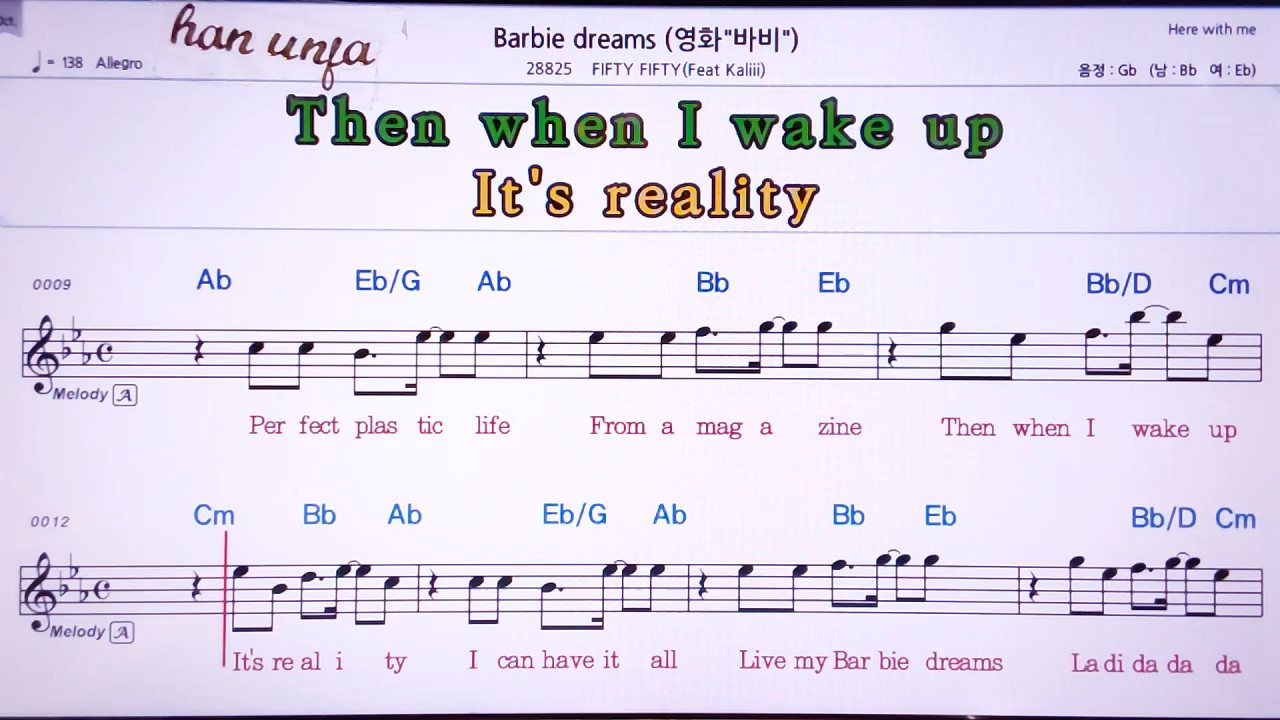 oct.
han unja
♩= 138 Allegro
Barbie dreams (영화"바비")
28825 FIFTY FIFTY(Feat Kaliii)
Here with me
음정 : Gb (남 : Bb 여 : Eb)
Then when I wake up
It's reality
0009 Ab Eb/G Ab Bb Eb Bb/D Cm
Melody A
Per fect plas tic life From a mag a zine Then when I wake up
0012 Cm Bb Ab Eb/G Ab Bb Eb Bb/D Cm
Melody A
It's re al i ty I can have it all Live my Bar bie dreams La di da da da